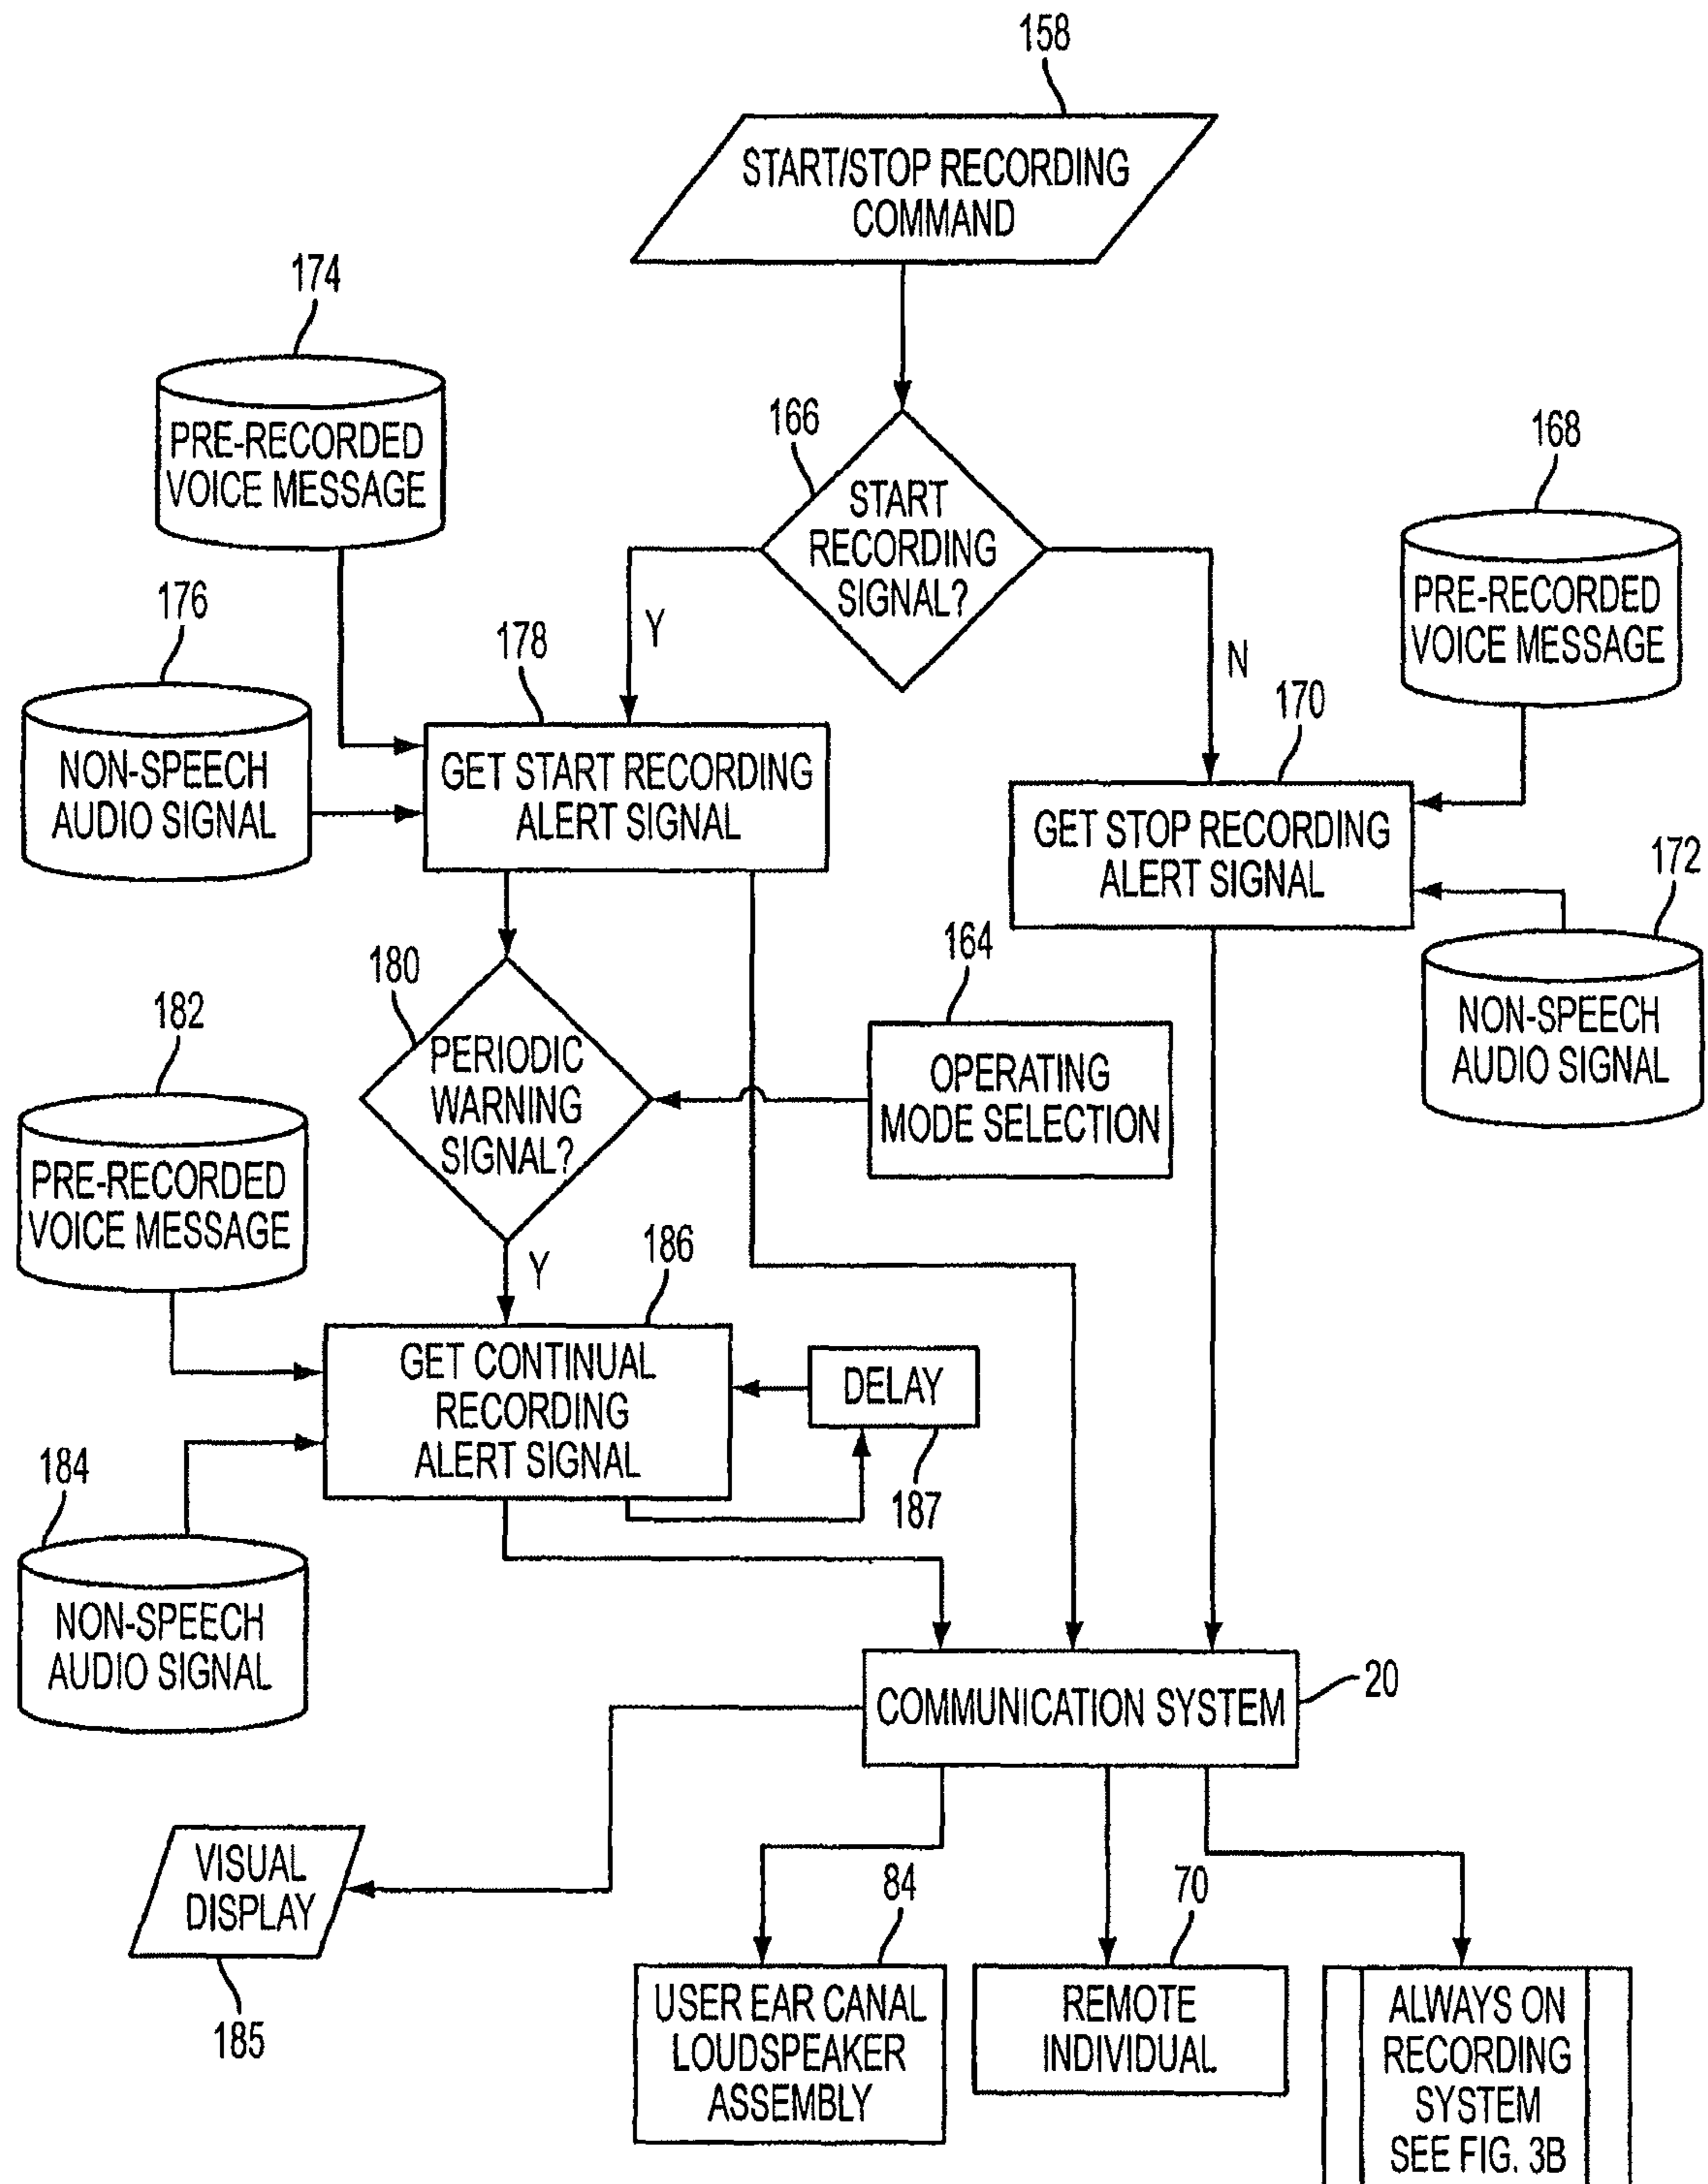 158
START/STOP RECORDING
COMMAND
174
PRE-RECORDED
VOICE MESSAGE
166
START
RECORDING
SIGNAL?
168
PRE-RECORDED
VOICE MESSAGE
176
NON-SPEECH
AUDIO SIGNAL
178
Y
N
GET START RECORDING
ALERT SIGNAL
170
GET STOP RECORDING
ALERT SIGNAL
172
NON-SPEECH
AUDIO SIGNAL
180
PERIODIC
WARNING
SIGNAL?
164
OPERATING
MODE SELECTION
182
PRE-RECORDED
VOICE MESSAGE
Y
186
GET CONTINUAL
RECORDING
ALERT SIGNAL
DELAY
187
184
NON-SPEECH
AUDIO SIGNAL
COMMUNICATION SYSTEM
20
VISUAL
DISPLAY
185
84
USER EAR CANAL
LOUDSPEAKER
ASSEMBLY
70
REMOTE
INDIVIDUAL
ALWAYS ON
RECORDING
SYSTEM
SEE FIG. 3B